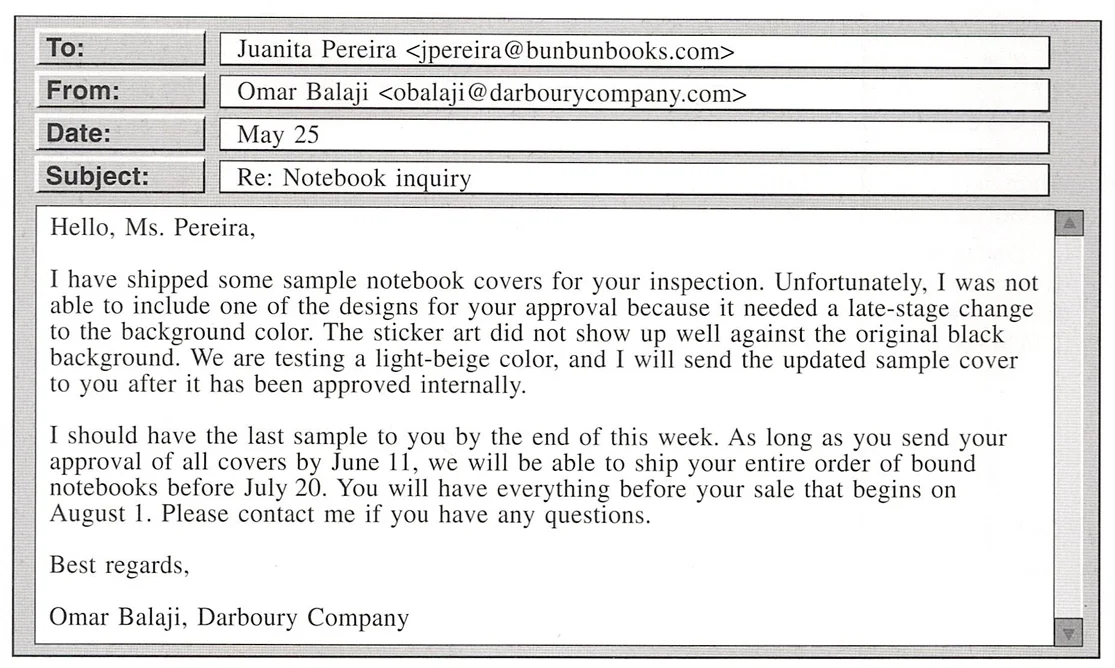 To: Juanita Pereira <jpereira@bunbunbooks.com>
From: Omar Balaji <obalaji@darbourycompany.com>
Date: May 25
Subject: Re: Notebook inquiry
Hello, Ms. Pereira,
I have shipped some sample notebook covers for your inspection. Unfortunately, I was not
able to include one of the designs for your approval because it needed a late-stage change
to the background color. The sticker art did not show up well against the original black
background. We are testing a light-beige color, and I will send the updated sample cover
to you after it has been approved internally.
I should have the last sample to you by the end of this week. As long as you send your
approval of all covers by June 11, we will be able to ship your entire order of bound
notebooks before July 20. You will have everything before your sale that begins on
August 1. Please contact me if you have any questions.
Best regards,
Omar Balaji, Darboury Company